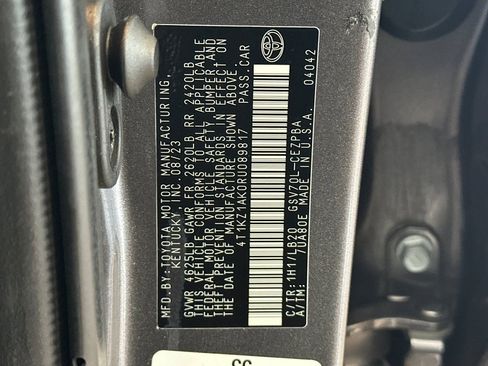 MFD.BY:TOYOTA MOTOR MANUFACTURING,
KENTUCKY,INC. 08/23
GVWR 4625LB GAWR FR 2620LB RR 2420LB
THIS VEHICLE CONFORMS TO ALL APPLICABLE
FEDERAL MOTOR VEHICLE SAFETY, BUMPER,AND
THEFT PREVENTION STANDARDS IN EFFECT ON
THE DATE OF MANUFACTURE SHOWN ABOVE.
4T1KZ1AK0RU089817 PASS.CAR
C/TR:1H1/LB20 GSV70L-CEZPBA
A/TM: 7UA80E MADE IN U.S.A. 04042